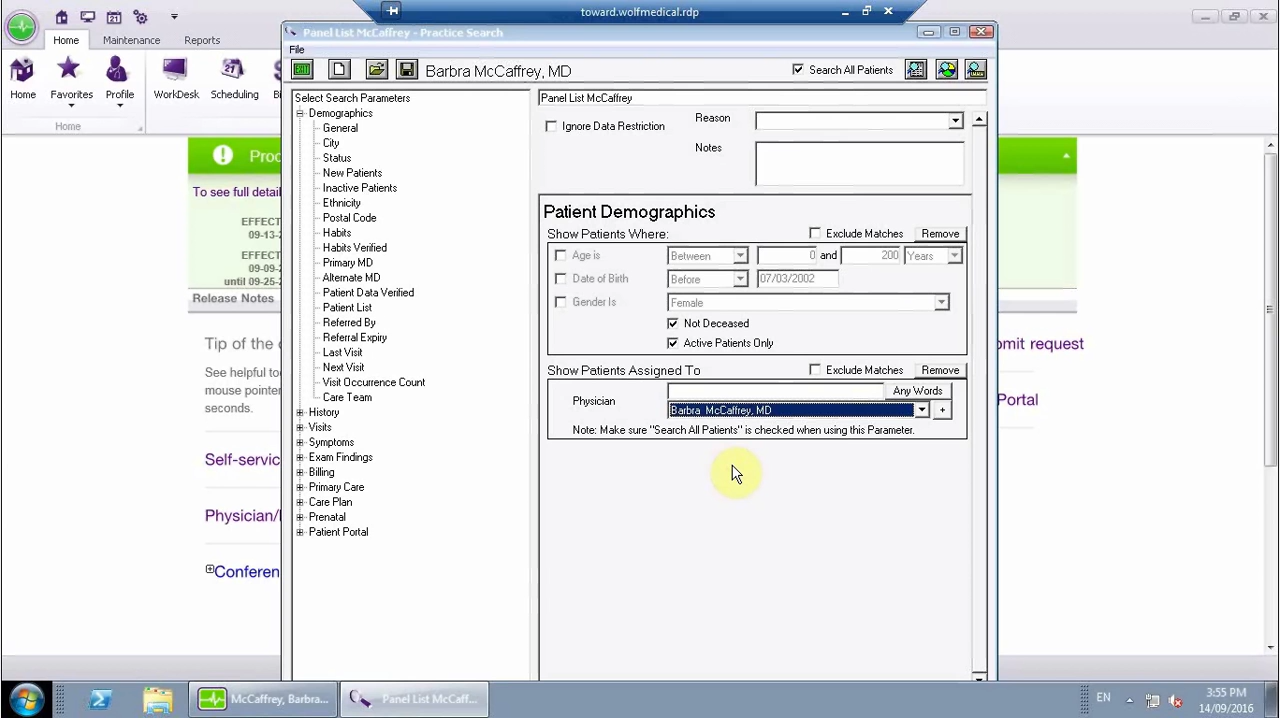 toward.wolfmedical.rdp
Home
Maintenance
Reports
Home
Favorites
Profile
WorkDesk
Scheduling
Home
Panel List McCaffrey - Practice Search
File
EXIT
Barbra McCaffrey, MD
Search All Patients
Select Search Parameters
Demographics
General
City
Status
New Patients
Inactive Patients
Ethnicity
Postal Code
Habits
Habits Verified
Primary MD
Alternate MD
Patient Data Verified
Patient List
Referred By
Referral Expiry
Last Visit
Next Visit
Visit Occurrence Count
Care Team
History
Visits
Symptoms
Exam Findings
Billing
Primary Care
Care Plan
Prenatal
Patient Portal
Panel List McCaffrey
Ignore Data Restriction
Reason
Notes
Patient Demographics
Show Patients Where:
Exclude Matches
Remove
Age is
Between
0
and
200
Years
Date of Birth
Before
07/03/2002
Gender Is
Female
Not Deceased
Active Patients Only
Show Patients Assigned To
Exclude Matches
Remove
Physician
Any Words
Barbra McCaffrey, MD
+
Note: Make sure "Search All Patients" is checked when using this Parameter.
To see full detai
EFFECT
09-13-
EFFECT
09-09-
until 09-25-
Release Notes
Tip of the
See helpful to
mouse pointer
seconds.
Self-servic
Physician/
Conferen
mit request
Portal
McCaffrey, Barbra...
Panel List McCaff...
EN
3:55 PM
14/09/2016